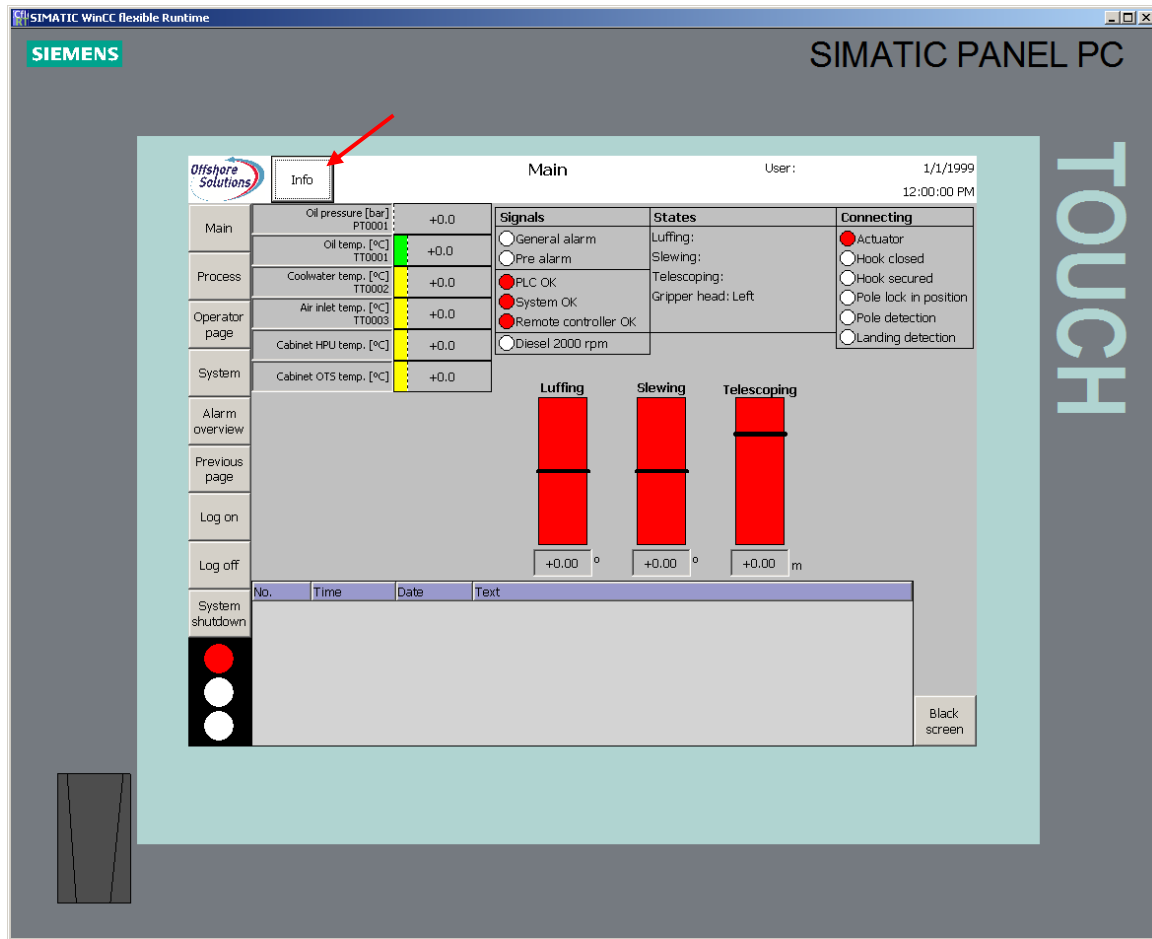 SIMATIC WinCC flexible Runtime
SIEMENS
SIMATIC PANEL PC
TOUCH
Offshore
Solutions
Info
Main
User:
1/1/1999
12:00:00 PM
Main
Process
Operator
page
System
Alarm
overview
Previous
page
Log on
Log off
System
shutdown
Oil pressure [bar]
PT0001
+0.0
Oil temp. [ºC]
TT0001
+0.0
Coolwater temp. [ºC]
TT0002
+0.0
Air inlet temp. [ºC]
TT0003
+0.0
Cabinet HPU temp. [ºC]
+0.0
Cabinet OTS temp. [ºC]
+0.0
Signals
General alarm
Pre alarm
PLC OK
System OK
Remote controller OK
Diesel 2000 rpm
States
Luffing:
Slewing:
Telescoping:
Gripper head: Left
Connecting
Actuator
Hook closed
Hook secured
Pole lock in position
Pole detection
Landing detection
Luffing
Slewing
Telescoping
+0.00 º
+0.00 º
+0.00 m
No. Time Date Text
Black
screen